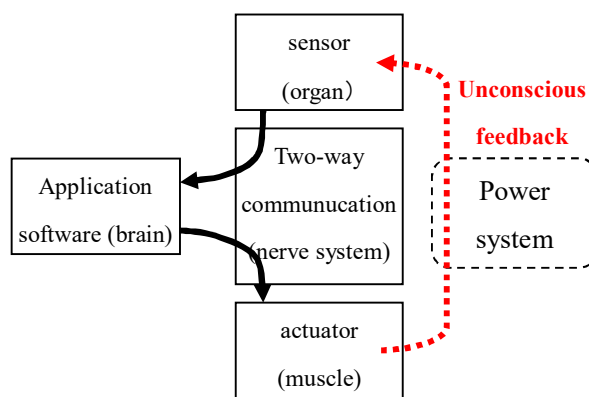 sensor
(organ）
Unconscious
feedback
Two-way
communucation
(nerve system)
Application
software (brain)
Power
system
actuator
(muscle)